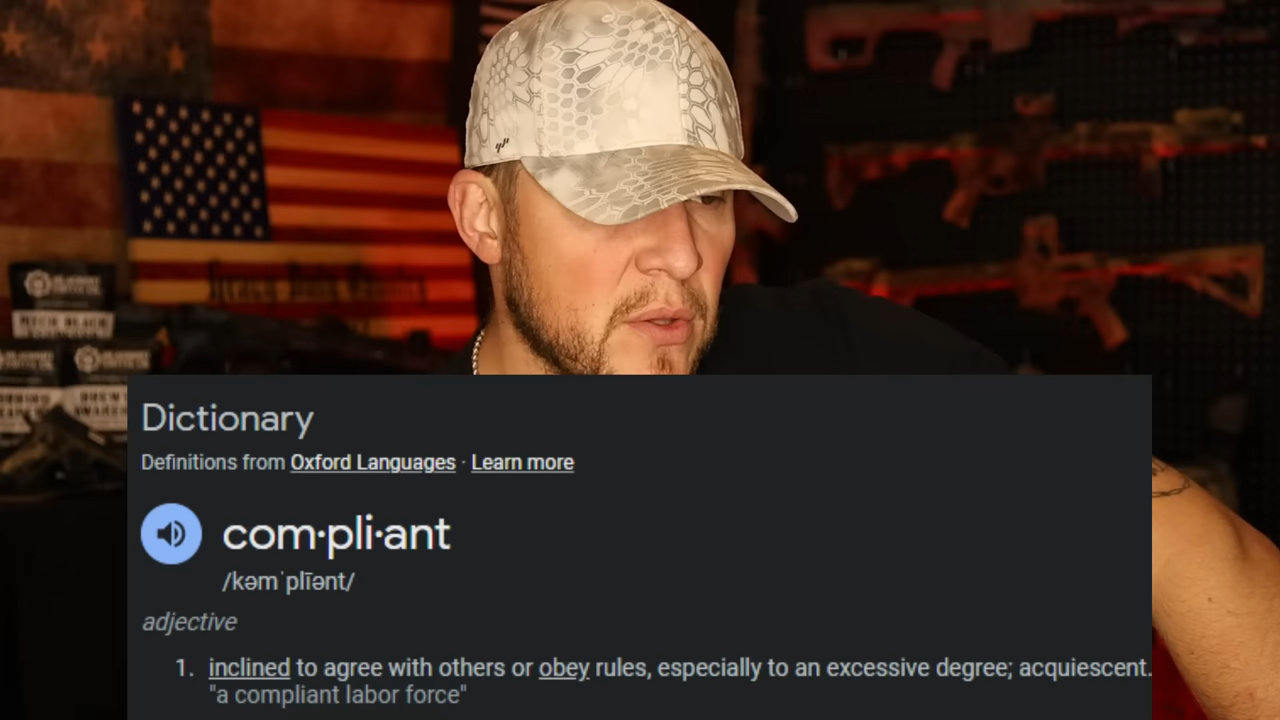 Dictionary
Definitions from Oxford Languages · Learn more
com·pli·ant
/kəmˈplīənt/
adjective
1. inclined to agree with others or obey rules, especially to an excessive degree; acquiescent.
"a compliant labor force"